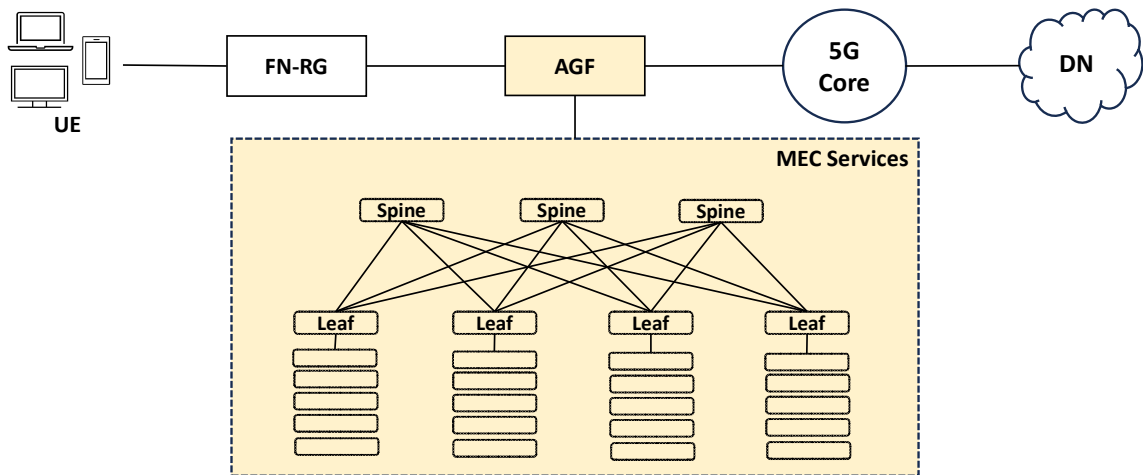 UE
FN-RG
AGF
5G
Core
DN
MEC Services
Spine
Spine
Spine
Leaf
Leaf
Leaf
Leaf